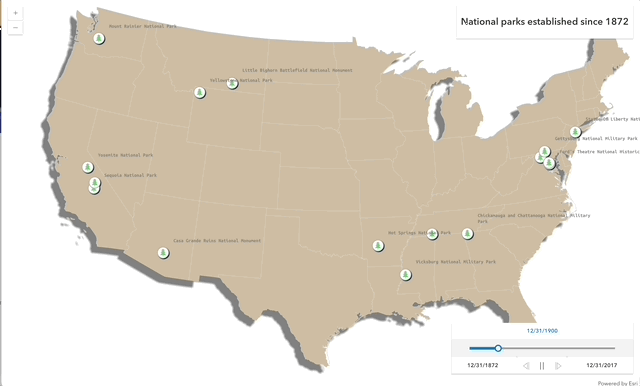 +
−
National parks established since 1872
Mount Rainier National Park
Little Bighorn Battlefield National Monument
Yellowstone National Park
Liberty Nati
Gettysburg National Military Park
Ford's Theatre National Historic
Yosemite National Park
Sequoia National Park
Chickamauga and Chattanooga National Military
Park
Hot Springs National Park
Casa Grande Ruins National Monument
Vicksburg National Military Park
12/31/1900
12/31/1872
12/31/2017
Powered by Esri